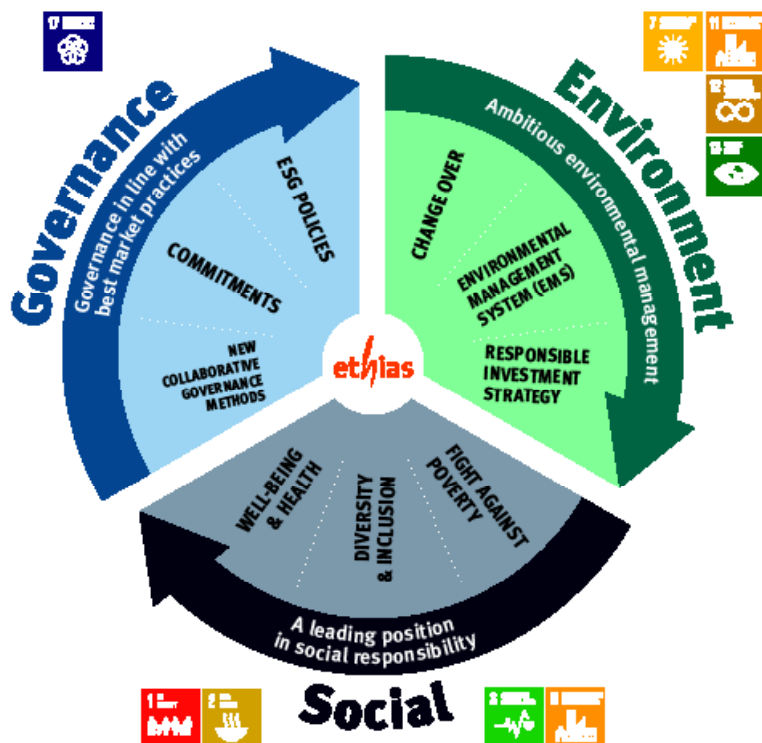 17
Governance
Governance in line with
best market practices
ESG POLICIES
COMMITMENTS
NEW
COLLABORATIVE
GOVERNANCE
METHODS
7
11
12
13
Environment
Ambitious environmental management
CHANGE OVER
ENVIRONMENTAL
MANAGEMENT
SYSTEM (EMS)
RESPONSIBLE
INVESTMENT
STRATEGY
ethias
WELL-BEING
& HEALTH
DIVERSITY
& INCLUSION
FIGHT AGAINST
POVERTY
A leading position
in social responsibility
Social
1
2
3